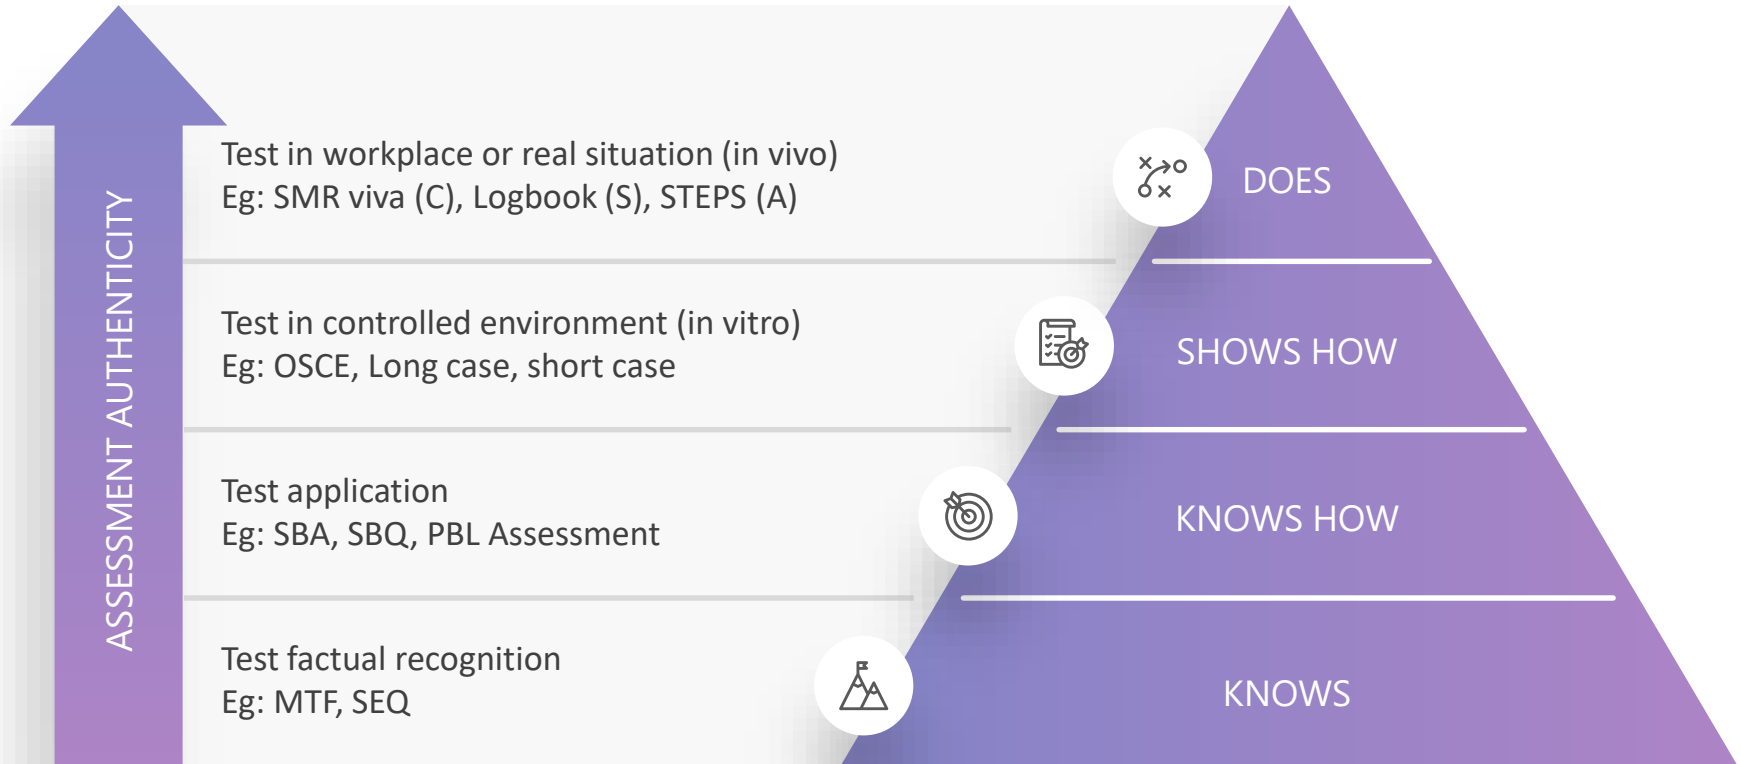 ASSESSMENT AUTHENTICITY
Test in workplace or real situation (in vivo)
Eg: SMR viva (C), Logbook (S), STEPS (A)
DOES
Test in controlled environment (in vitro)
Eg: OSCE, Long case, short case
SHOWS HOW
Test application
Eg: SBA, SBQ, PBL Assessment
KNOWS HOW
Test factual recognition
Eg: MTF, SEQ
KNOWS